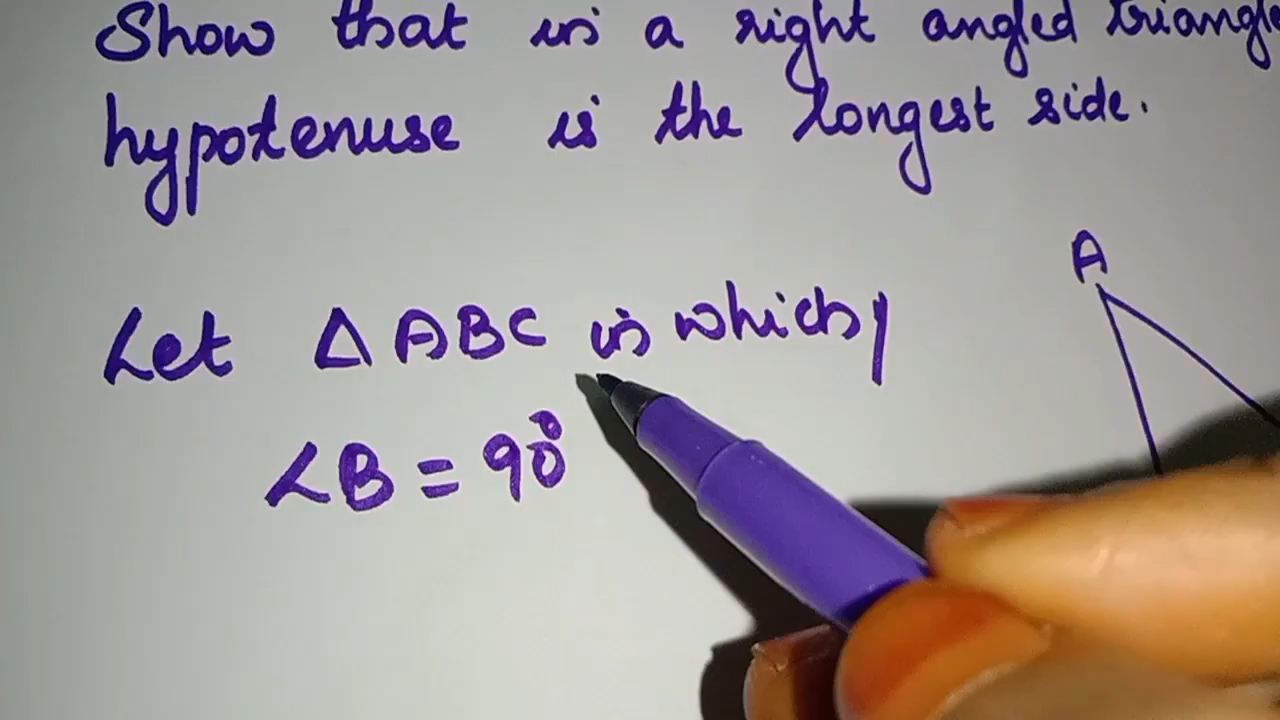 Show that in a right angled triangle
hypotenuse is the longest side.
A
Let △ ABC in which,
∠B = 90°